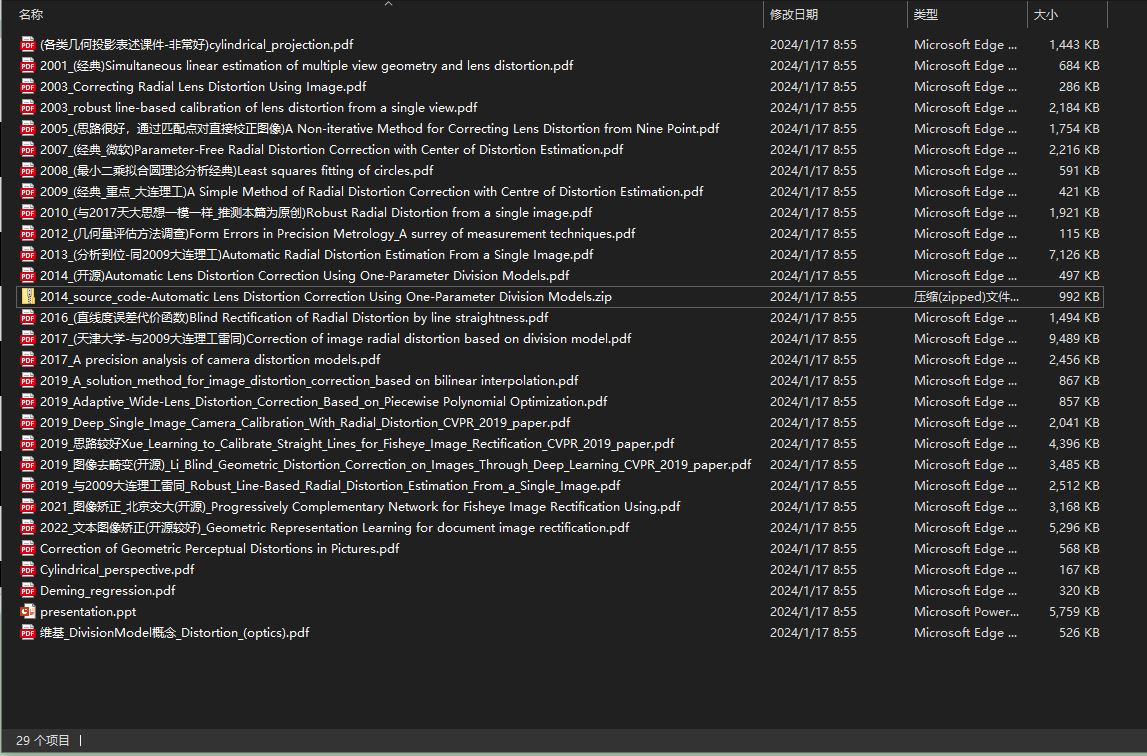 名称 修改日期 类型 大小
(各类几何投影表述课件-非常好)cylindrical_projection.pdf 2024/1/17 8:55 Microsoft Edge ... 1,443 KB
2001_(经典)Simultaneous linear estimation of multiple view geometry and lens distortion.pdf 2024/1/17 8:55 Microsoft Edge ... 684 KB
2003_Correcting Radial Lens Distortion Using Image.pdf 2024/1/17 8:55 Microsoft Edge ... 286 KB
2003_robust line-based calibration of lens distortion from a single view.pdf 2024/1/17 8:55 Microsoft Edge ... 2,184 KB
2005_(思路很好，通过匹配点对直接校正图像)A Non-iterative Method for Correcting Lens Distortion from Nine Point.pdf 2024/1/17 8:55 Microsoft Edge ... 1,754 KB
2007_(经典_微软)Parameter-Free Radial Distortion Correction with Center of Distortion Estimation.pdf 2024/1/17 8:55 Microsoft Edge ... 2,216 KB
2008_(最小二乘拟合圆理论分析经典)Least squares fitting of circles.pdf 2024/1/17 8:55 Microsoft Edge ... 591 KB
2009_(经典_重点_大连理工)A Simple Method of Radial Distortion Correction with Centre of Distortion Estimation.pdf 2024/1/17 8:55 Microsoft Edge ... 421 KB
2010_(与2017天大思想一模一样_推测本篇为原创)Robust Radial Distortion from a single image.pdf 2024/1/17 8:55 Microsoft Edge ... 1,921 KB
2012_(几何量评估方法调查)Form Errors in Precision Metrology_A surrey of measurement techniques.pdf 2024/1/17 8:55 Microsoft Edge ... 115 KB
2013_(分析到位-同2009大连理工)Automatic Radial Distortion Estimation From a Single Image.pdf 2024/1/17 8:55 Microsoft Edge ... 7,126 KB
2014_(开源)Automatic Lens Distortion Correction Using One-Parameter Division Models.pdf 2024/1/17 8:55 Microsoft Edge ... 497 KB
2014_source_code-Automatic Lens Distortion Correction Using One-Parameter Division Models.zip 2024/1/17 8:55 压缩(zipped)文件... 992 KB
2016_(直线度误差代价函数)Blind Rectification of Radial Distortion by line straightness.pdf 2024/1/17 8:55 Microsoft Edge ... 1,494 KB
2017_(天津大学-与2009大连理工雷同)Correction of image radial distortion based on division model.pdf 2024/1/17 8:55 Microsoft Edge ... 9,489 KB
2017_A precision analysis of camera distortion models.pdf 2024/1/17 8:55 Microsoft Edge ... 2,456 KB
2019_A_solution_method_for_image_distortion_correction_based on bilinear interpolation.pdf 2024/1/17 8:55 Microsoft Edge ... 867 KB
2019_Adaptive_Wide-Lens_Distortion_Correction_Based_on_Piecewise Polynomial Optimization.pdf 2024/1/17 8:55 Microsoft Edge ... 857 KB
2019_Deep_Single_Image_Camera_Calibration_With_Radial_Distortion_CVPR_2019_paper.pdf 2024/1/17 8:55 Microsoft Edge ... 2,041 KB
2019_思路较好Xue_Learning_to_Calibrate_Straight_Lines_for_Fisheye_Image_Rectification_CVPR_2019_paper.pdf 2024/1/17 8:55 Microsoft Edge ... 4,396 KB
2019_图像去畸变(开源)_Li_Blind_Geometric_Distortion_Correction_on_Images_Through_Deep_Learning_CVPR_2019_paper.pdf 2024/1/17 8:55 Microsoft Edge ... 3,485 KB
2019_与2009大连理工雷同_Robust_Line-Based_Radial_Distortion_Estimation_From_a_Single_Image.pdf 2024/1/17 8:55 Microsoft Edge ... 2,512 KB
2021_图像矫正_北京交大(开源)_Progressively Complementary Network for Fisheye Image Rectification Using.pdf 2024/1/17 8:55 Microsoft Edge ... 3,168 KB
2022_文本图像矫正(开源较好)_Geometric Representation Learning for document image rectification.pdf 2024/1/17 8:55 Microsoft Edge ... 5,296 KB
Correction of Geometric Perceptual Distortions in Pictures.pdf 2024/1/17 8:55 Microsoft Edge ... 568 KB
Cylindrical_perspective.pdf 2024/1/17 8:55 Microsoft Edge ... 167 KB
Deming_regression.pdf 2024/1/17 8:55 Microsoft Edge ... 320 KB
presentation.ppt 2024/1/17 8:55 Microsoft Power... 5,759 KB
维基_DivisionModel概念_Distortion_(optics).pdf 2024/1/17 8:55 Microsoft Edge ... 526 KB
29 个项目